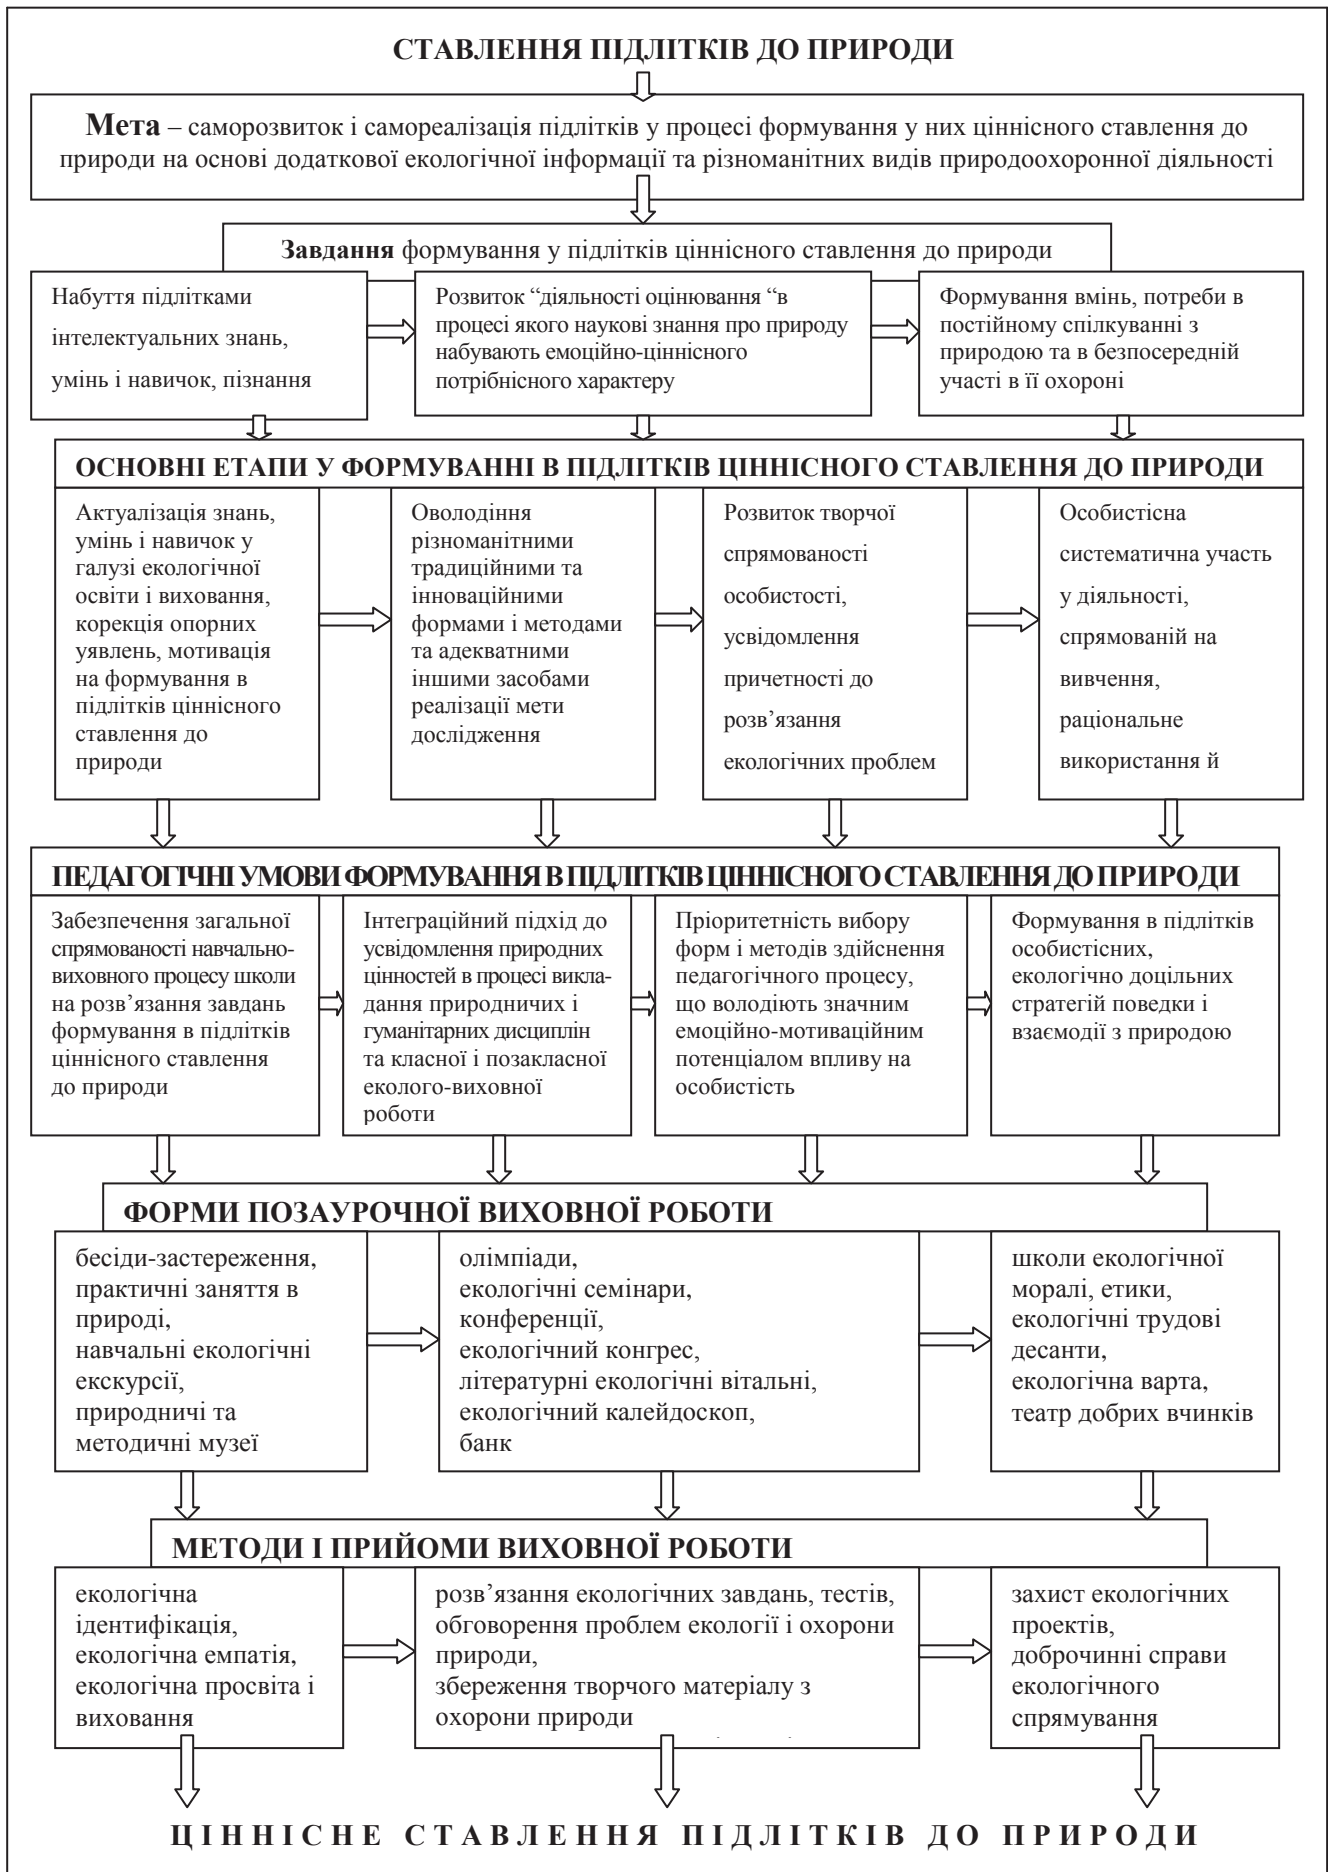 СТАВЛЕННЯ ПІДЛІТКІВ ДО ПРИРОДИ
Мета – саморозвиток і самореалізація підлітків у процесі формування у них ціннісного ставлення до
природи на основі додаткової екологічної інформації та різноманітних видів природоохоронної діяльності
Завдання формування у підлітків ціннісного ставлення до природи
Набуття підлітками
інтелектуальних знань,
умінь і навичок, пізнання
Розвиток “діяльності оцінювання “в
процесі якого наукові знання про природу
набувають емоційно-ціннісного
потрібнісного характеру
Формування вмінь, потреби в
постійному спілкуванні з
природою та в безпосередній
участі в її охороні
ОСНОВНІ ЕТАПИ У ФОРМУВАННІ В ПІДЛІТКІВ ЦІННІСНОГО СТАВЛЕННЯ ДО ПРИРОДИ
Актуалізація знань,
умінь і навичок у
галузі екологічної
освіти і виховання,
корекція опорних
уявлень, мотивація
на формування в
підлітків ціннісного
ставлення до
природи
Оволодіння
різноманітними
традиційними та
інноваційними
формами і методами
та адекватними
іншими засобами
реалізації мети
дослідження
Розвиток творчої
спрямованості
особистості,
усвідомлення
причетності до
розв’язання
екологічних проблем
Особистісна
систематична участь
у діяльності,
спрямованій на
вивчення,
раціональне
використання й
ПЕДАГОГІЧНІ УМОВИ ФОРМУВАННЯ В ПІДЛІТКІВ ЦІННІСНОГО СТАВЛЕННЯ ДО ПРИРОДИ
Забезпечення загальної
спрямованості навчально-
виховного процесу школи
на розв’язання завдань
формування в підлітків
ціннісного ставлення
до природи
Інтеграційний підхід до
усвідомлення природних
цінностей в процесі викла-
дання природничих і
гуманітарних дисциплін
та класної і позакласної
еколого-виховної
роботи
Пріоритетність вибору
форм і методів здійснення
педагогічного процесу,
що володіють значним
емоційно-мотиваційним
потенціалом впливу на
особистість
Формування в підлітків
особистісних,
екологічно доцільних
стратегій поведки і
взаємодії з природою
ФОРМИ ПОЗАУРОЧНОЇ ВИХОВНОЇ РОБОТИ
бесіди-застереження,
практичні заняття в
природі,
навчальні екологічні
екскурсії,
природничі та
методичні музеї
олімпіади,
екологічні семінари,
конференції,
екологічний конгрес,
літературні екологічні вітальні,
екологічний калейдоскоп,
банк
школи екологічної
моралі, етики,
екологічні трудові
десанти,
екологічна варта,
театр добрих вчинків
МЕТОДИ І ПРИЙОМИ ВИХОВНОЇ РОБОТИ
екологічна
ідентифікація,
екологічна емпатія,
екологічна просвіта і
виховання
розв’язання екологічних завдань, тестів,
обговорення проблем екології і охорони
природи,
збереження творчого матеріалу з
охорони природи
захист екологічних
проектів,
доброчинні справи
екологічного
спрямування
ЦІННІСНЕ СТАВЛЕННЯ ПІДЛІТКІВ ДО ПРИРОДИ